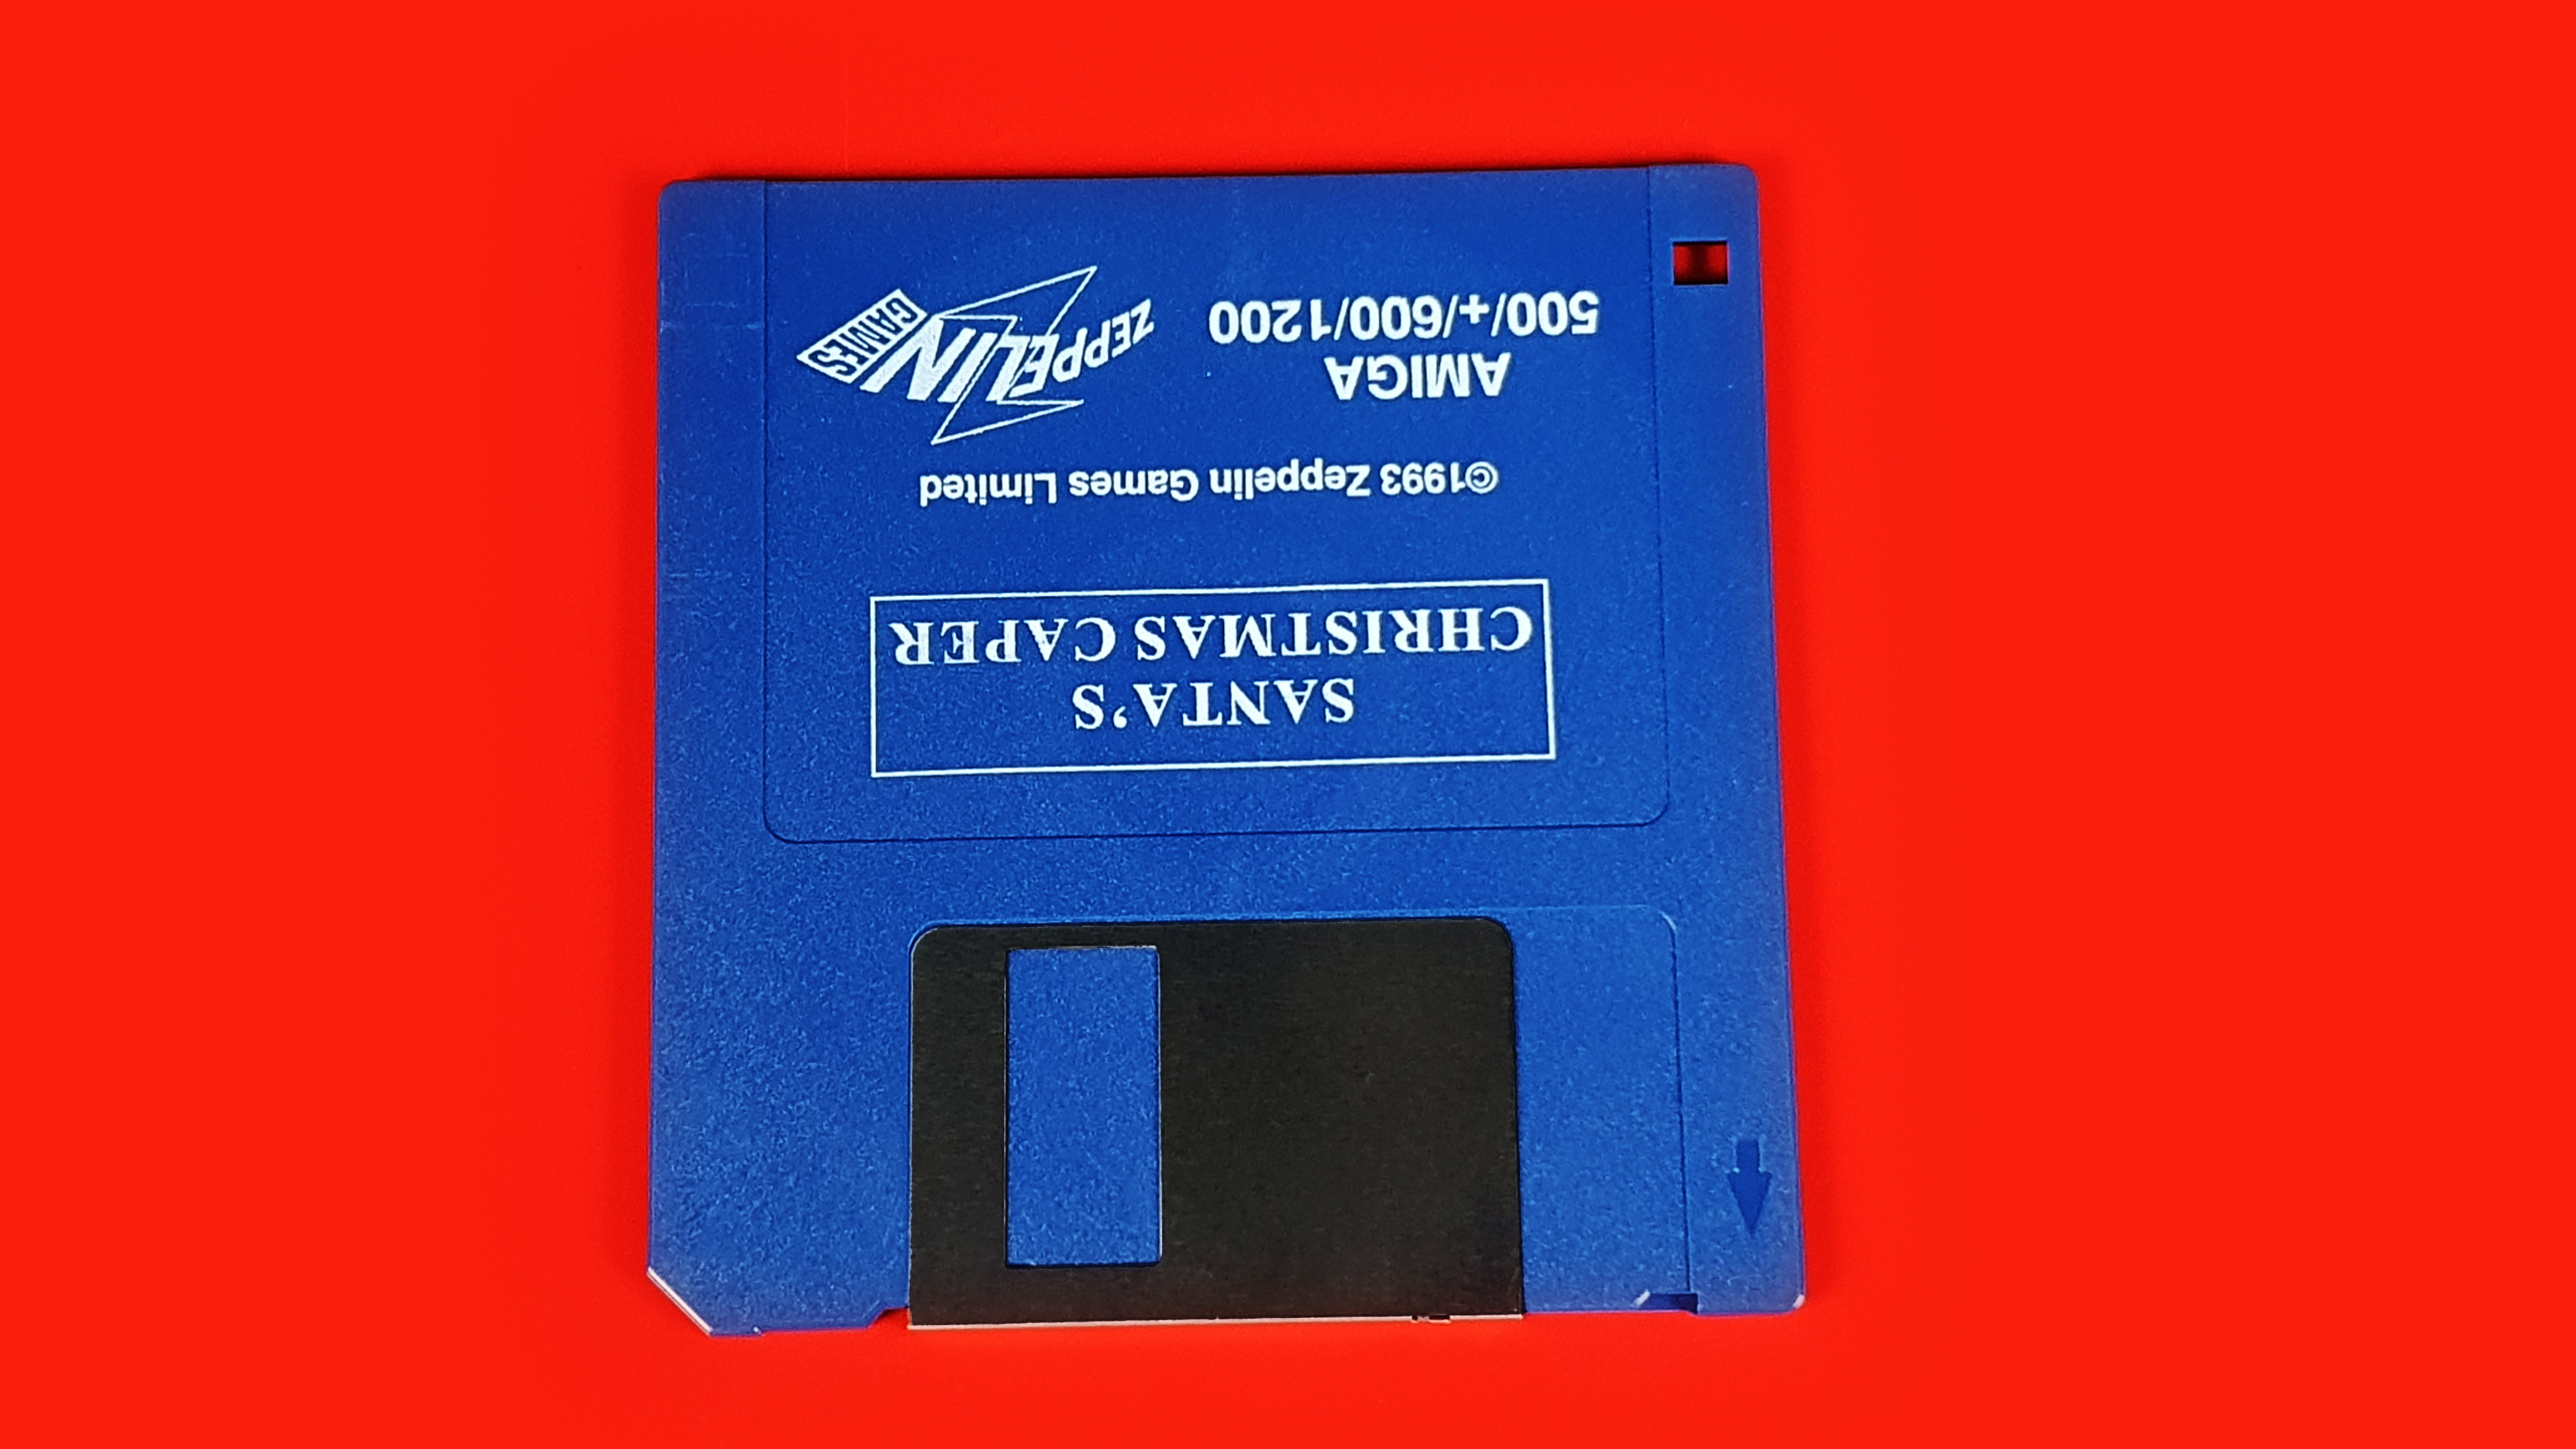 SANTA'S
CHRISTMAS CAPER
©1993 Zeppelin Games Limited
AMIGA
500/+/600/1200
ZEPPELIN
GAMES